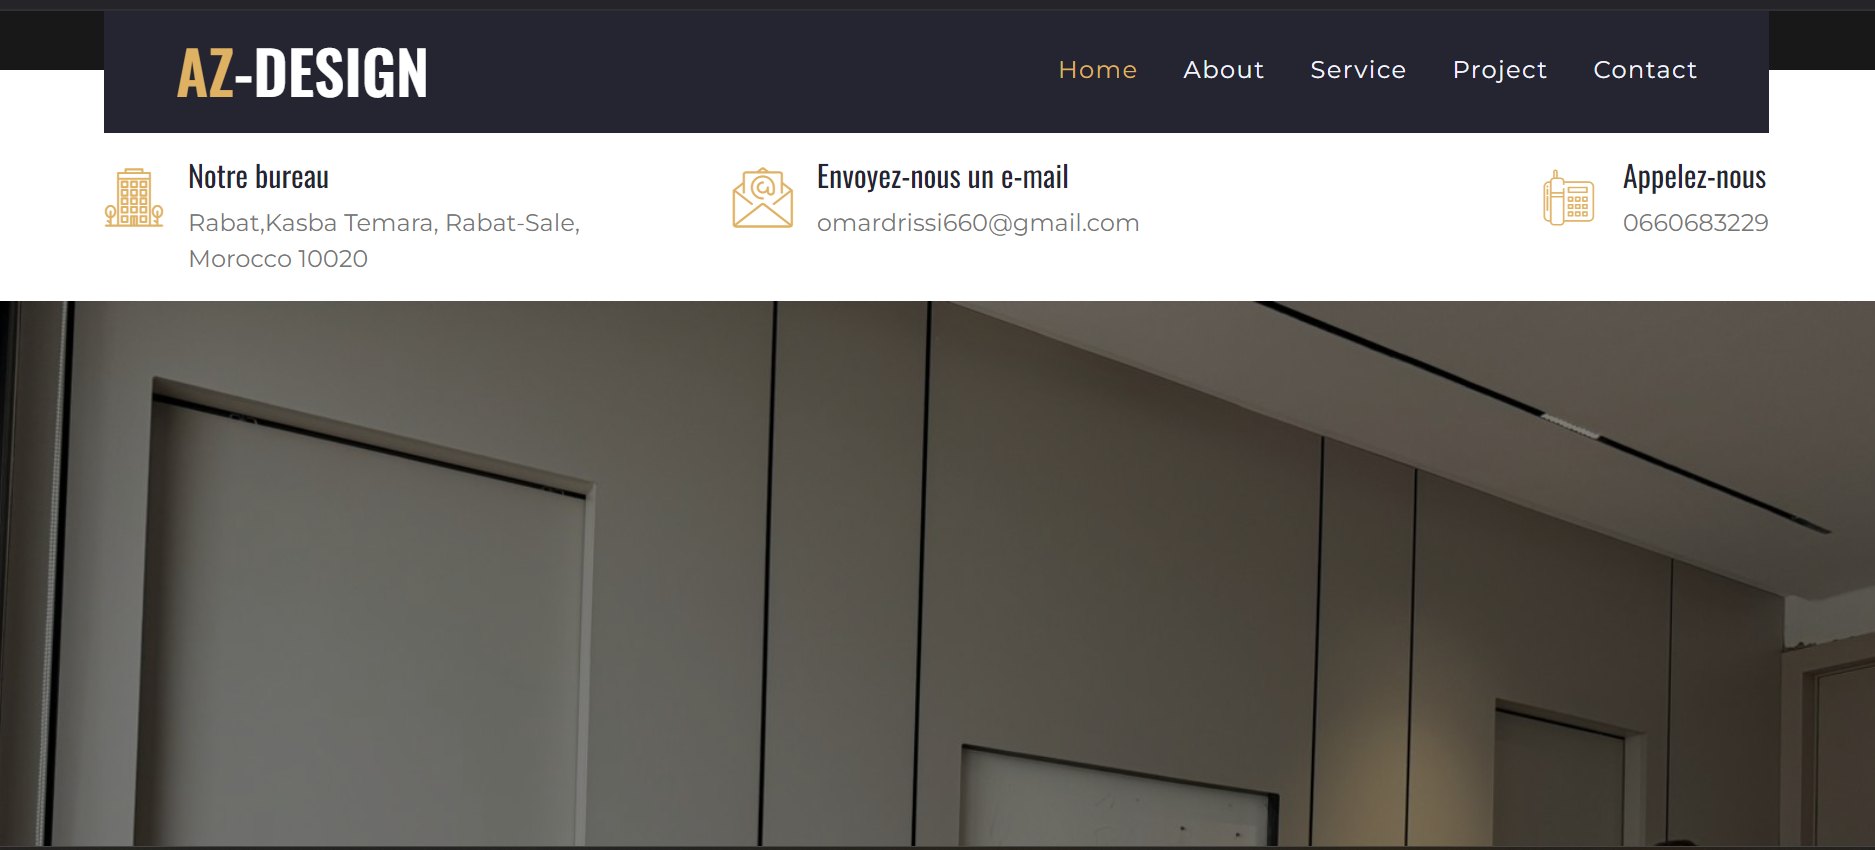 AZ-DESIGN
Home About Service Project Contact
Notre bureau
Rabat,Kasba Temara, Rabat-Sale,
Morocco 10020
Envoyez-nous un e-mail
omardrissi660@gmail.com
Appelez-nous
0660683229